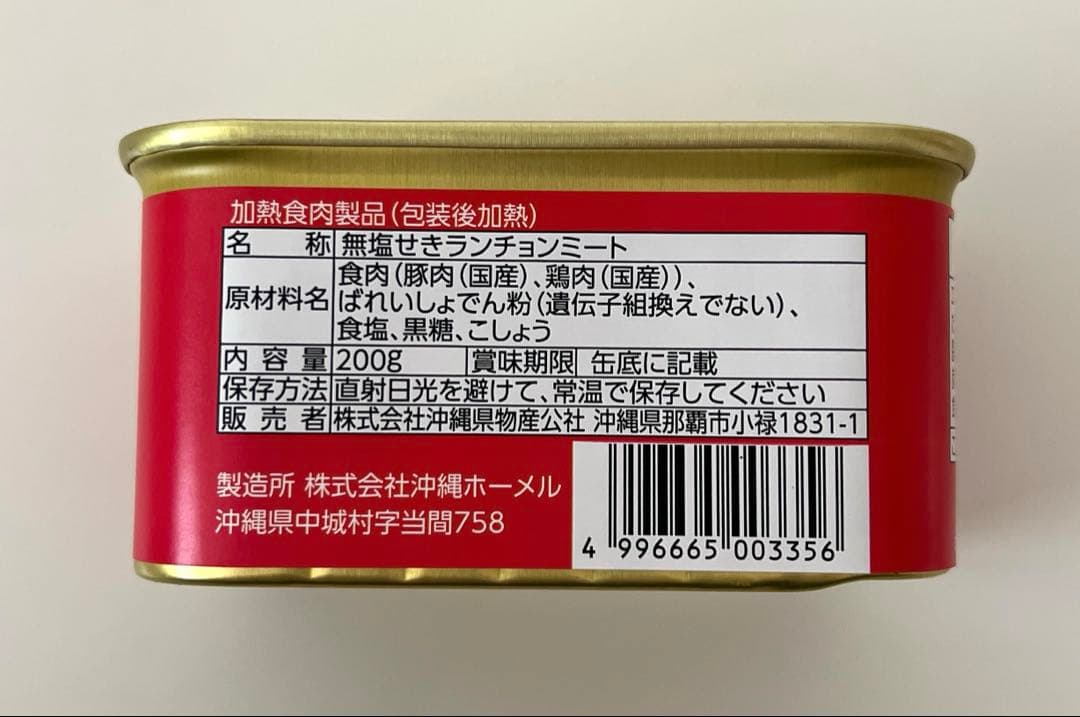 加熱食肉製品(包装後加熱)
名称 無塩せきランチョンミート
原材料名 食肉(豚肉(国産)、鶏肉(国産))、
ばれいしょでん粉(遺伝子組換えでない)、
食塩、黒糖、こしょう
内容量 200g 賞味期限 缶底に記載
保存方法 直射日光を避けて、常温で保存してください
販売者 株式会社沖縄県物産公社 沖縄県那覇市小禄1831-1
製造所 株式会社沖縄ホーメル
沖縄県中城村字当間758
4 996665 003356